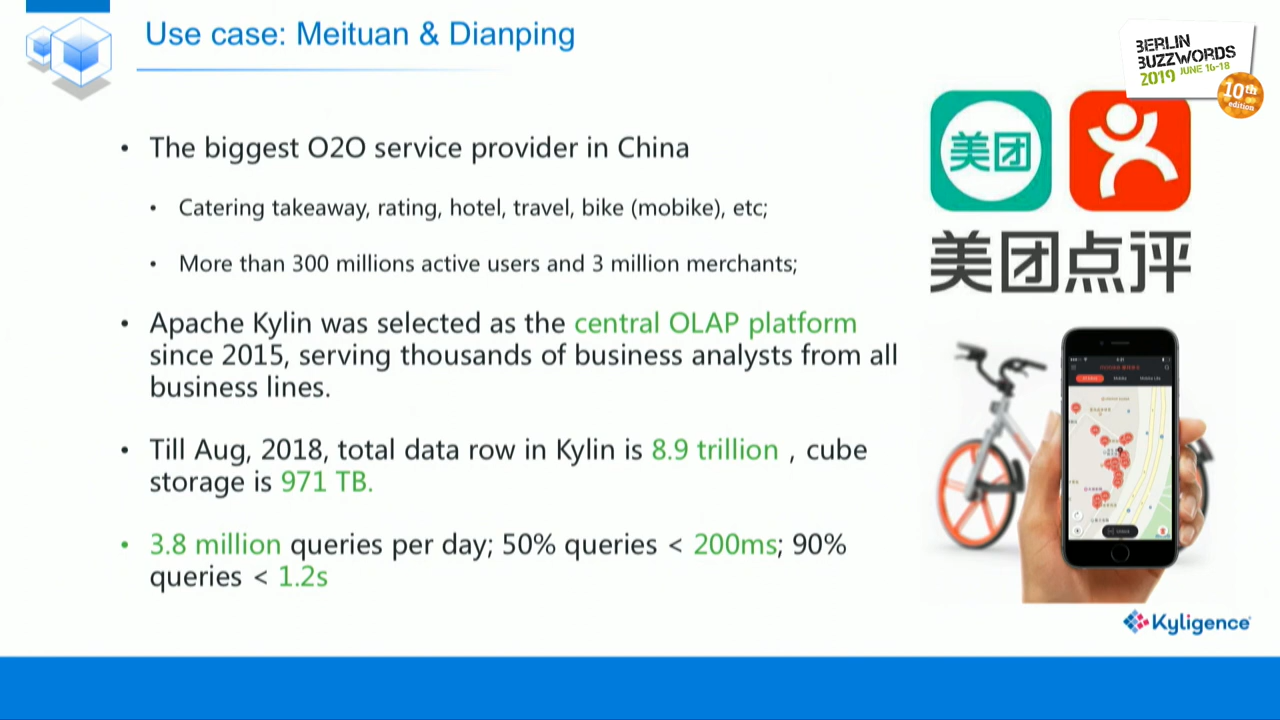 Use case: Meituan & Dianping
BERLIN
BUZZWORDS
2019 JUNE 16-18
10th
edition
• The biggest O2O service provider in China
• Catering takeaway, rating, hotel, travel, bike (mobike), etc;
• More than 300 millions active users and 3 million merchants;
• Apache Kylin was selected as the central OLAP platform
since 2015, serving thousands of business analysts from all
business lines.
• Till Aug, 2018, total data row in Kylin is 8.9 trillion , cube
storage is 971 TB.
• 3.8 million queries per day; 50% queries < 200ms; 90%
queries < 1.2s
美团
美团点评
Kyligence